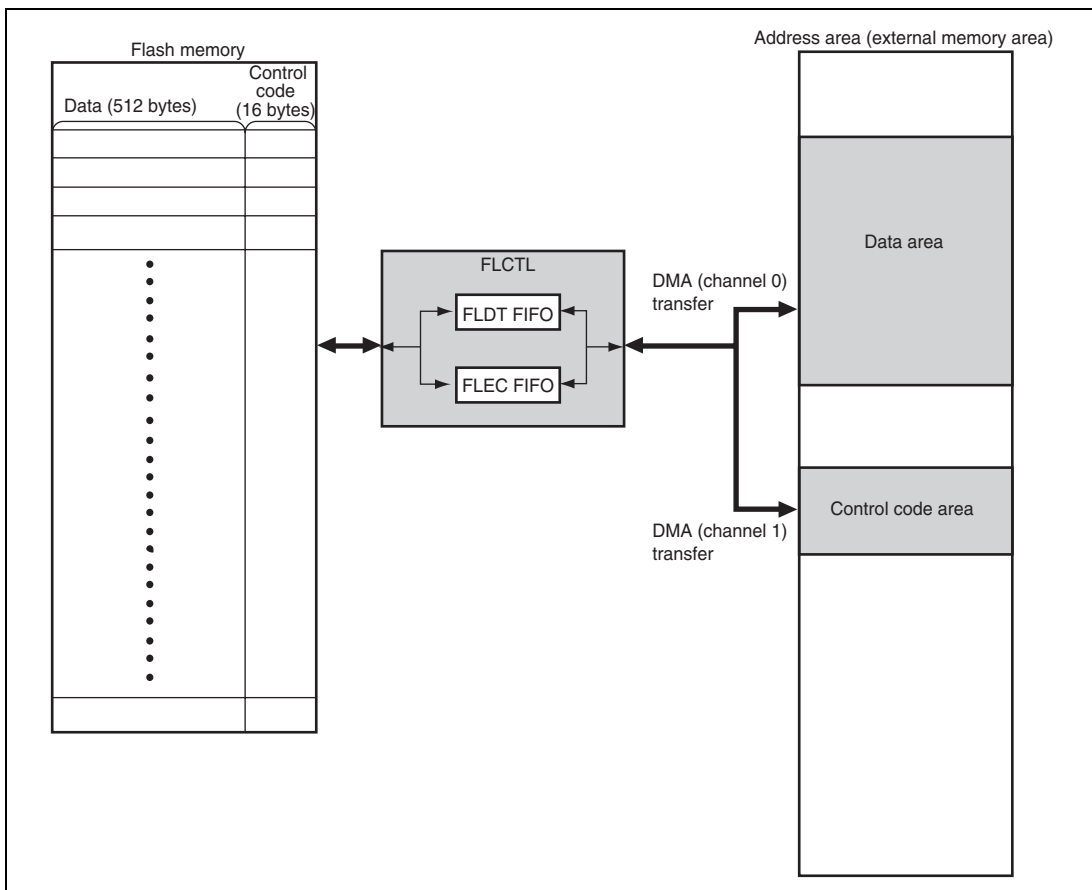 Flash memory
Data (512 bytes)
Control
code
(16 bytes)
FLCTL
FLDT FIFO
FLEC FIFO
DMA (channel 0)
transfer
DMA (channel 1)
transfer
Address area (external memory area)
Data area
Control code area